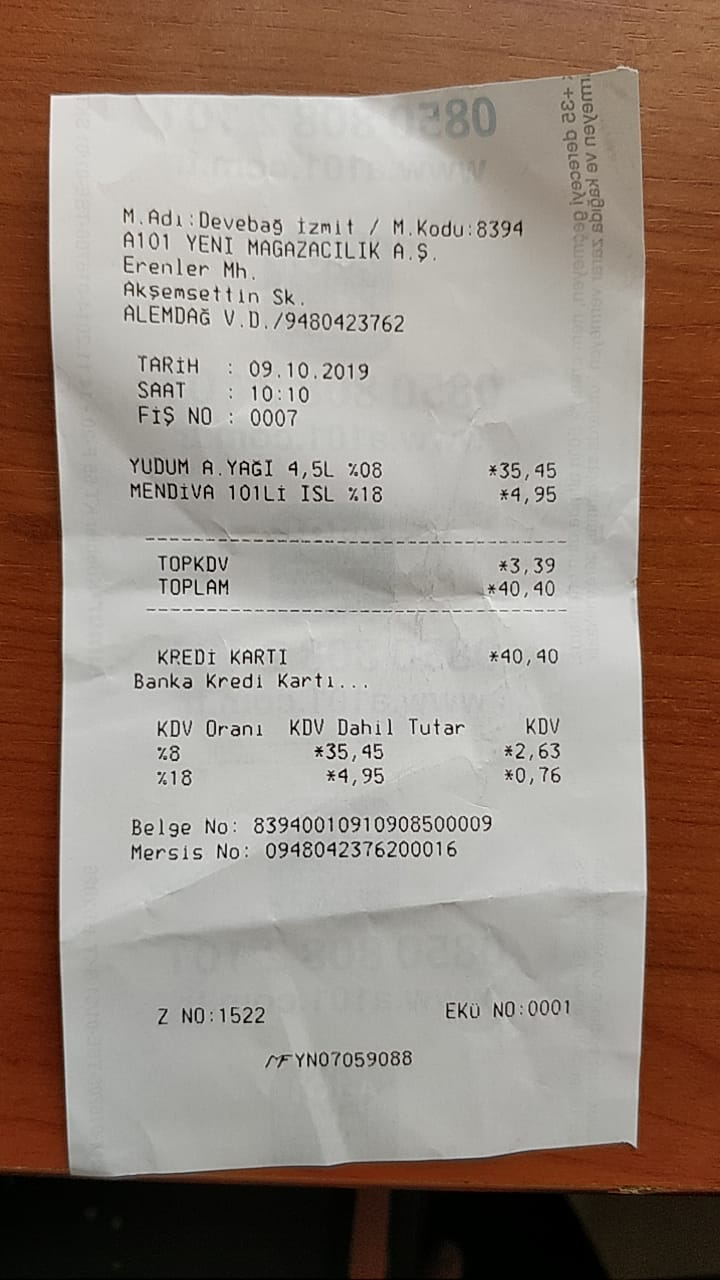 M.Adı:Devebağ İzmit / M.Kodu:8394
A101 YENI MAGAZACILIK A.Ş.
Erenler Mh.
Akşemsettin Sk.
ALEMDAĞ V.D./9480423762
TARİH : 09.10.2019
SAAT : 10:10
FİŞ NO : 0007
YUDUM A.YAĞI 4,5L %08 *35,45
MENDİVA 101Lİ ISL %18 *4,95
TOPKDV *3,39
TOPLAM *40,40
KREDİ KARTI *40,40
Banka Kredi Kartı...
KDV Oranı KDV Dahil Tutar KDV
%8 *35,45 *2,63
%18 *4,95 *0,76
Belge No: 83940010910908500009
Mersis No: 0948042376200016
Z NO:1522 EKÜ NO:0001
MF YN07059088